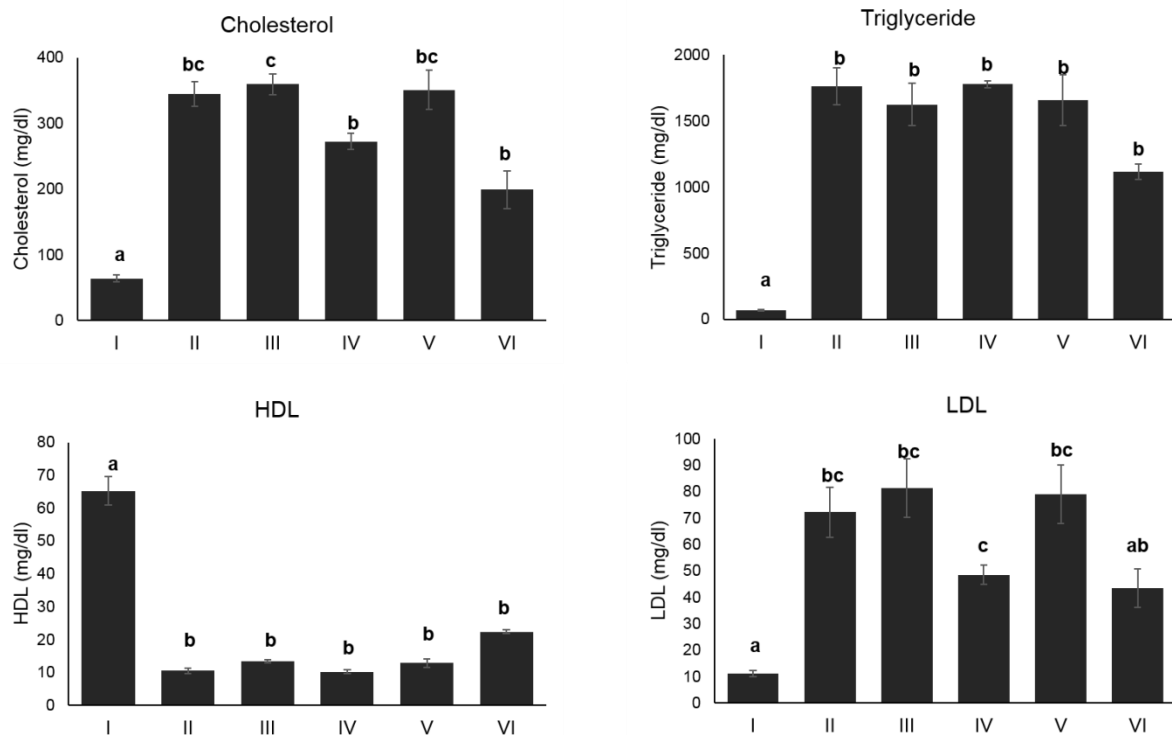 Cholesterol
Cholesterol (mg/dl)
400
300
200
100
0
a
bc
c
b
bc
b
I II III IV V VI
Triglyceride
Triglyceride (mg/dl)
2000
1500
1000
500
0
a
b
b
b
b
b
I II III IV V VI
HDL
HDL (mg/dl)
80
70
60
50
40
30
20
10
0
a
b
b
b
b
b
I II III IV V VI
LDL
LDL (mg/dl)
100
90
80
70
60
50
40
30
20
10
0
a
bc
bc
c
bc
ab
I II III IV V VI